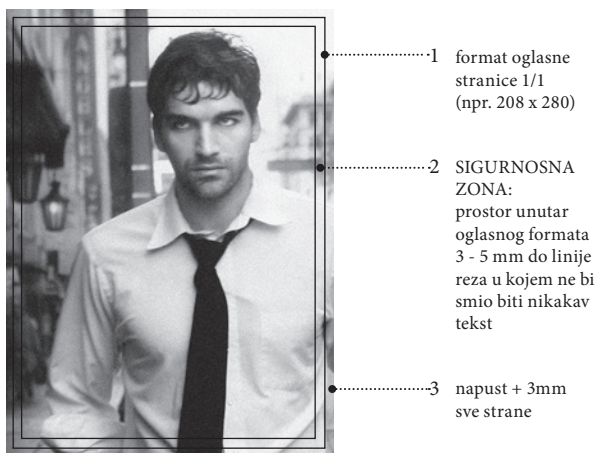 1 format oglasne
stranice 1/1
(npr. 208 x 280)
2 SIGURNOSNA
ZONA:
prostor unutar
oglasnog formata
3 - 5 mm do linije
reza u kojem ne bi
smio biti nikakav
tekst
3 napust + 3mm
sve strane